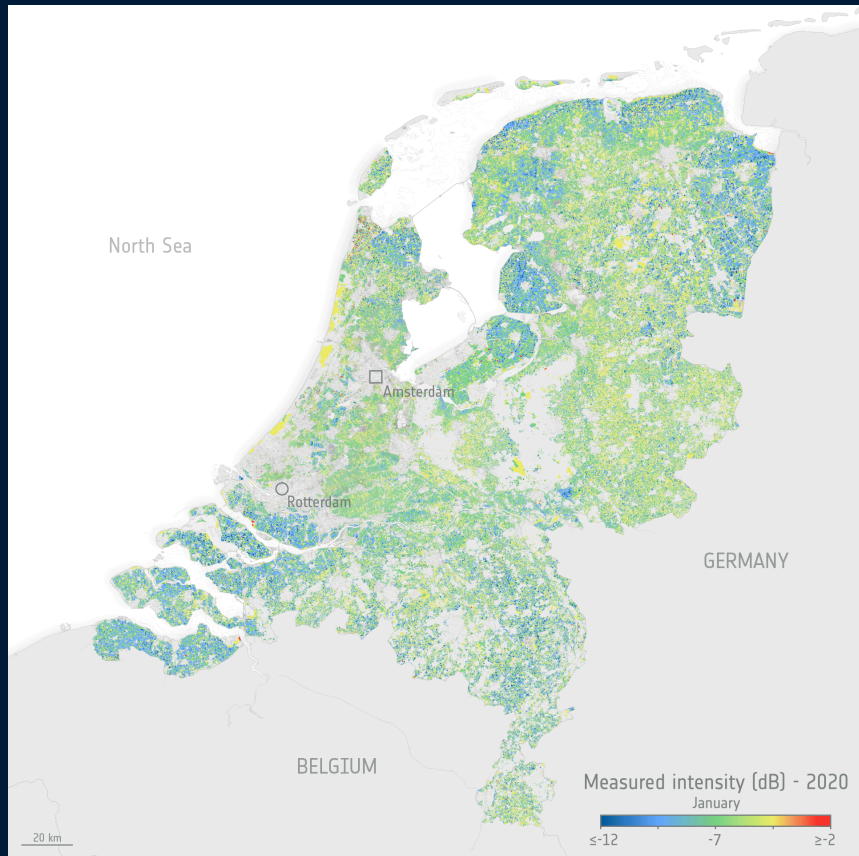 North Sea
Amsterdam
Rotterdam
GERMANY
BELGIUM
Measured intensity (dB) - 2020
January
≤-12
-7
≥-2
20 km